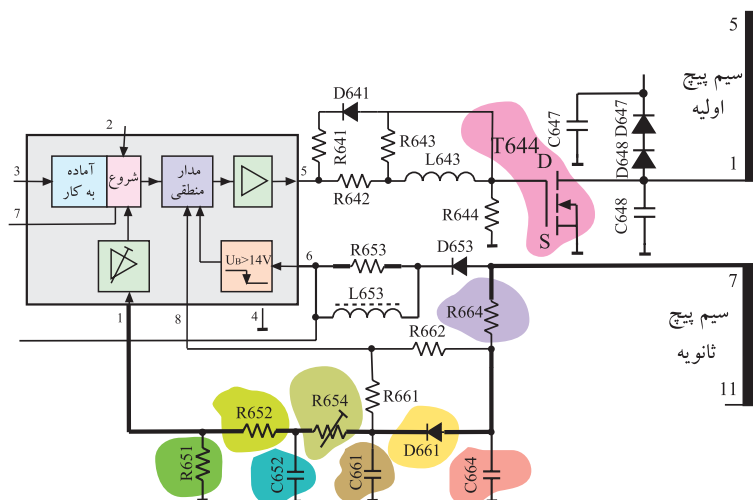 5
سیم پیچ
اولیه
1
D641
R641
R643
L643
R642
T644
D
S
R644
C647
D647
D648
C648
2
3
آماده
به کار
شروع
مدار
منطقی
5
7
UB>14V
6
R653
D653
L653
1
8
4
R664
7
سیم پیچ
ثانویه
11
R662
R661
R654
R652
D661
R651
C652
C661
C664